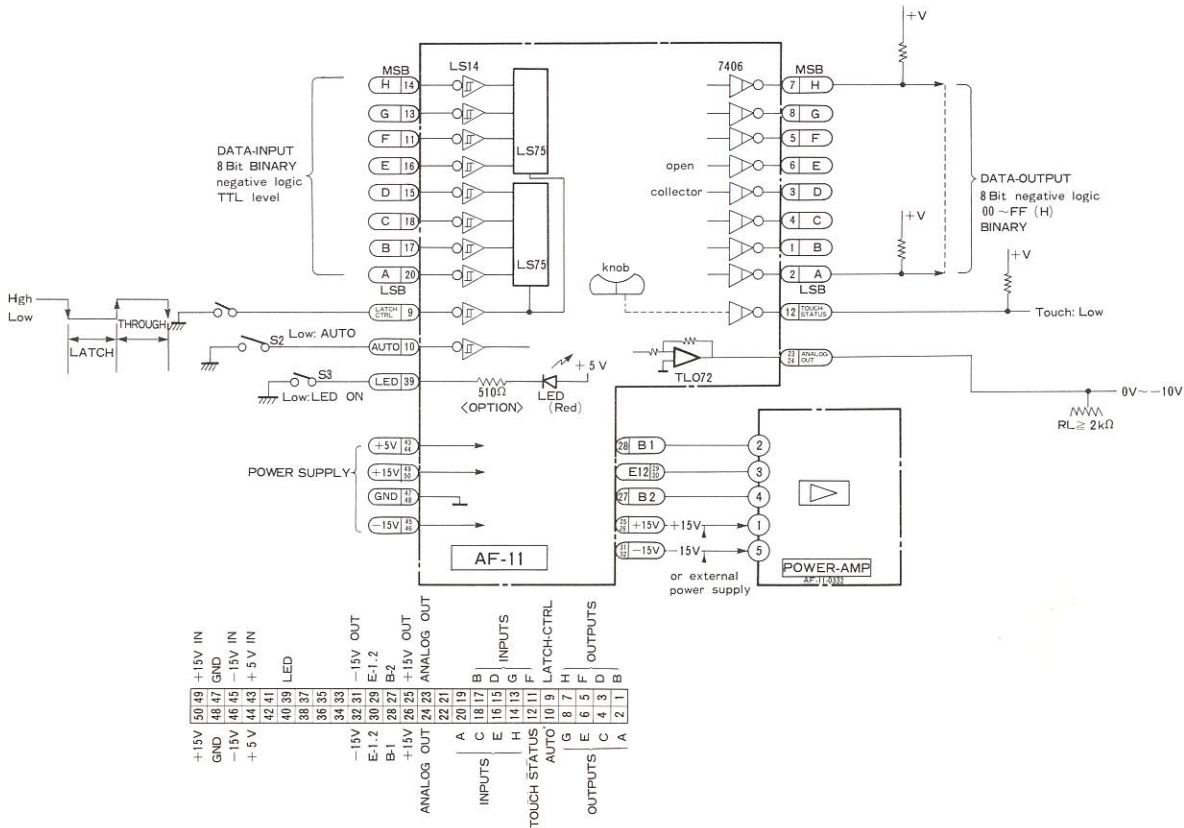 MSB
H 14
G 13
F 11
E 16
D 15
C 18
B 17
A 20
LSB
DATA-INPUT
8 Bit BINARY
negative logic
TTL level
LS14
LS75
LS75
Hgh
Low
LATCH
THROUGH
LATCH CTRL 9
S2
Low: AUTO
AUTO 10
S3
Low: LED ON
LED 39
510Ω
<OPTION>
LED
(Red)
+5V
POWER SUPPLY
+5V 43 44
+15V 49 50
GND 47 48
-15V 45 46
AF-11
7406
open
collector
knob
TLO72
MSB
7 H
8 G
5 F
6 E
3 D
4 C
1 B
2 A
LSB
12 TOUCH STATUS
23 24 ANALOG OUT
+V
+V
+V
DATA-OUTPUT
8 Bit negative logic
00 ~ FF (H)
BINARY
Touch: Low
0V~-10V
RL≧2kΩ
28 B1
E12 29 30
27 B2
25 26 +15V +15V
31 32 -15V -15V
or external
power supply
2
3
4
1
5
POWER-AMP
AF-11-0332
+15V IN
GND
-15V IN
+5V IN
LED
-15V OUT
E-1.2
B-2
+15V OUT
ANALOG OUT
B
D
G
F
INPUTS
LATCH-CTRL
H
F
D
B
OUTPUTS
49 47 45 43 41 39 37 35 33 31 29 27 25 23 21 19 17 15 13 11 9 7 5 3 1
50 48 46 44 42 40 38 36 34 32 30 28 26 24 22 20 18 16 14 12 10 8 6 4 2
+15V
GND
-15V
+5V
-15V
E-1.2
B-1
+15V
ANALOG OUT
A
C
E
H
INPUTS
TOUCH STATUS
AUTO
G
E
C
A
OUTPUTS